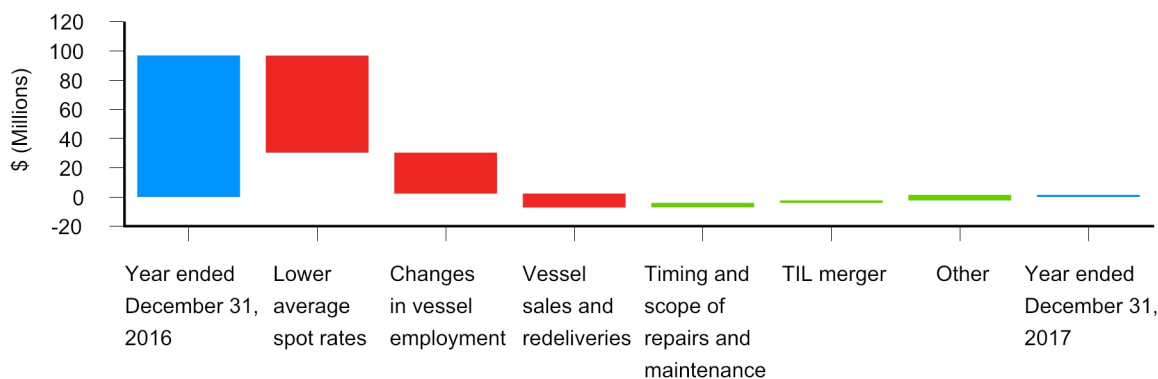 120
100
80
60
40
20
0
-20
$ (Millions)
Year ended
December 31,
2016
Lower
average
spot rates
Changes
in vessel
employment
Vessel
sales and
redeliveries
Timing and
scope of
repairs and
maintenance
TIL merger
Other
Year ended
December 31,
2017